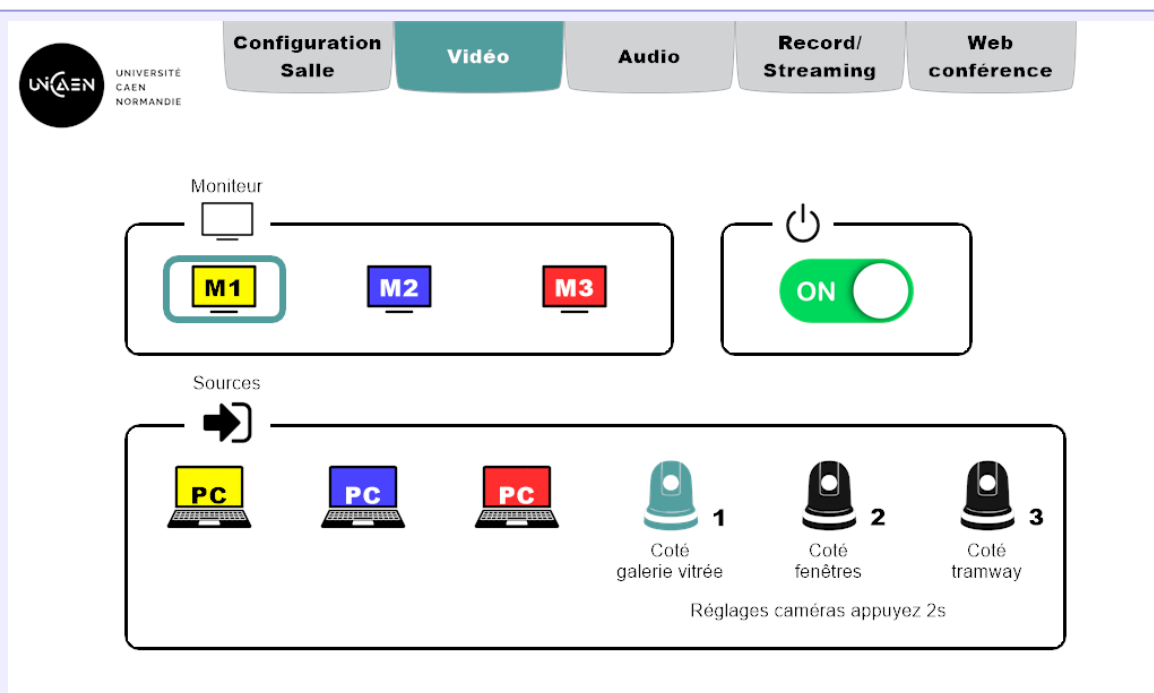 UNICAEN
UNIVERSITÉ
CAEN
NORMANDIE
Configuration
Salle
Vidéo
Audio
Record/
Streaming
Web
conférence
Moniteur
M1
M2
M3
ON
Sources
PC
PC
PC
1
2
3
Coté
galerie vitrée
Coté
fenêtres
Coté
tramway
Réglages caméras appuyez 2s